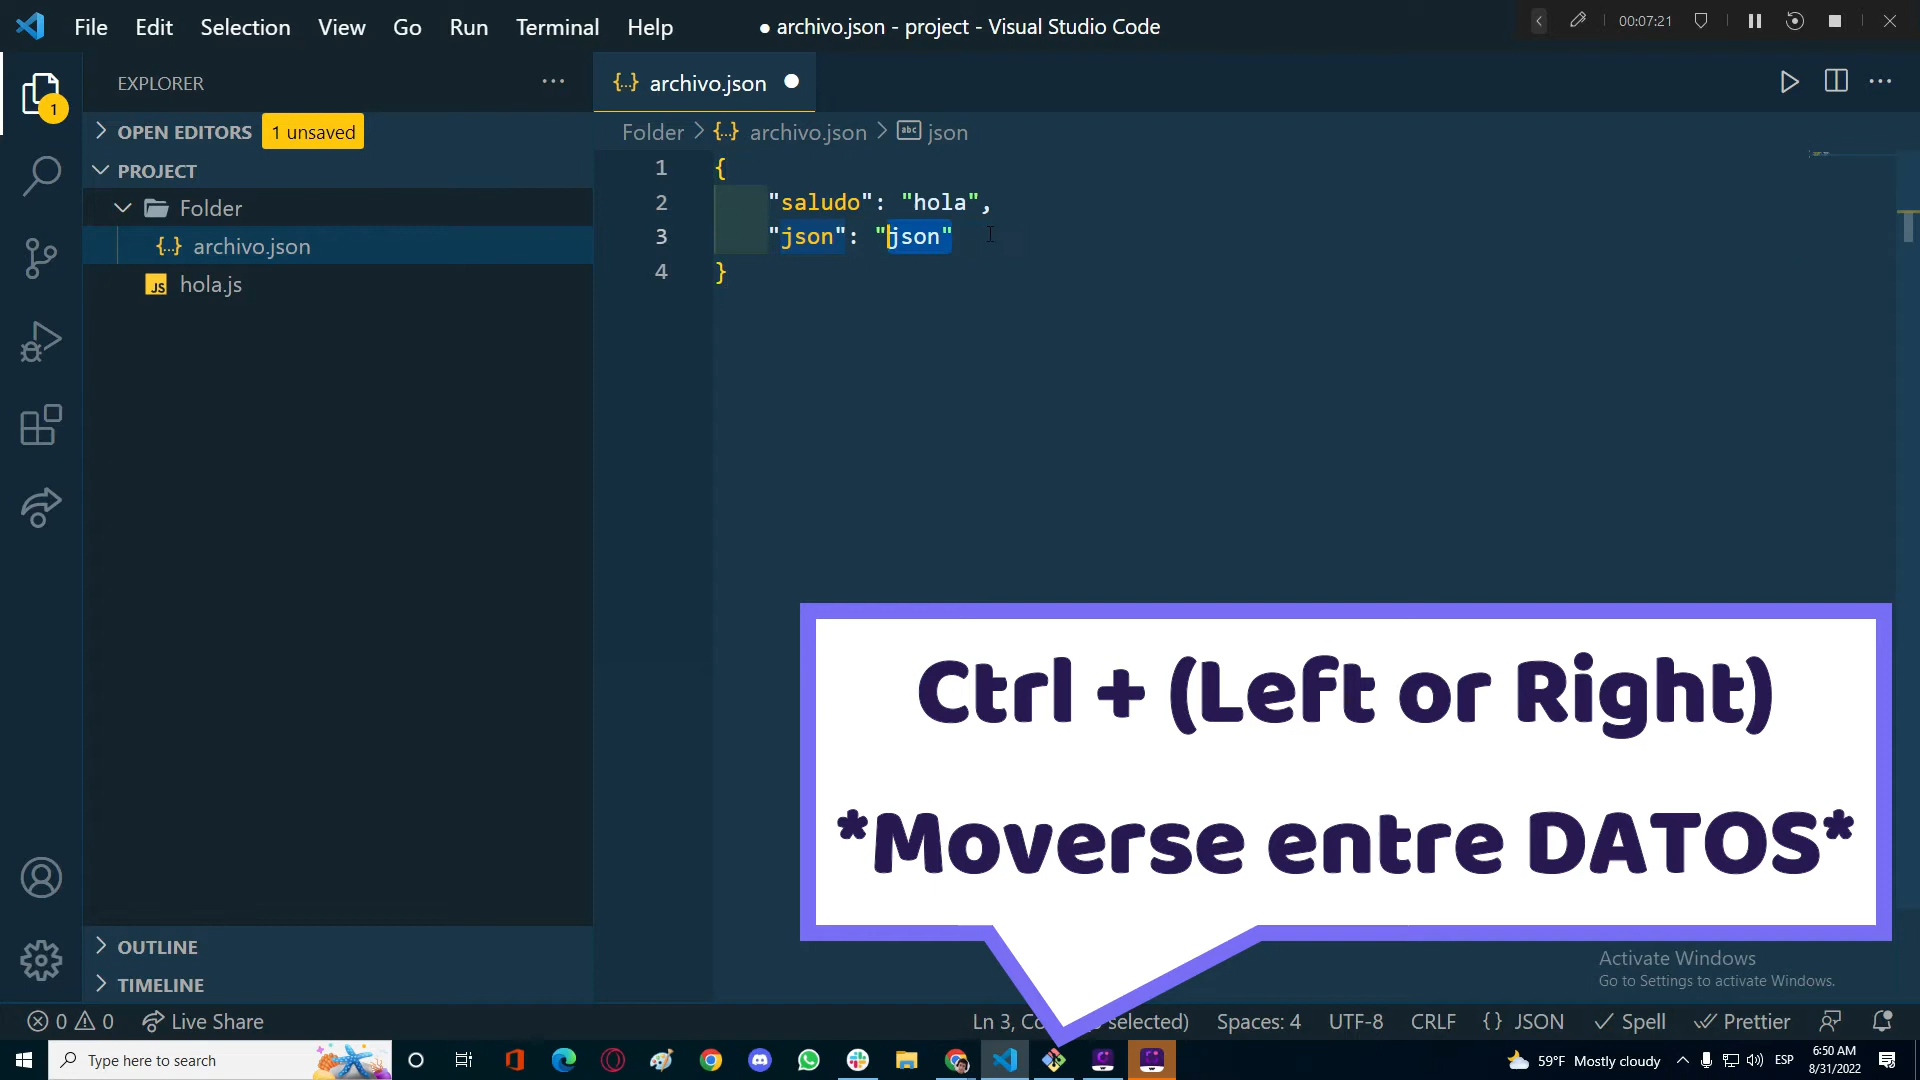 File Edit Selection View Go Run Terminal Help
● archivo.json - project - Visual Studio Code
00:07:21
EXPLORER
1
OPEN EDITORS 1 unsaved
PROJECT
Folder
{..} archivo.json
JS hola.js
OUTLINE
TIMELINE
{..} archivo.json
Folder > {..} archivo.json > abc json
1 {
2 "saludo": "hola",
3 "json": "json"
4 }
Ctrl + (Left or Right)
*Moverse entre DATOS*
Activate Windows
Go to Settings to activate Windows.
0 0 Live Share
Ln 3, selected) Spaces: 4 UTF-8 CRLF {} JSON Spell Prettier
Type here to search
59°F Mostly cloudy ESP
6:50 AM
8/31/2022